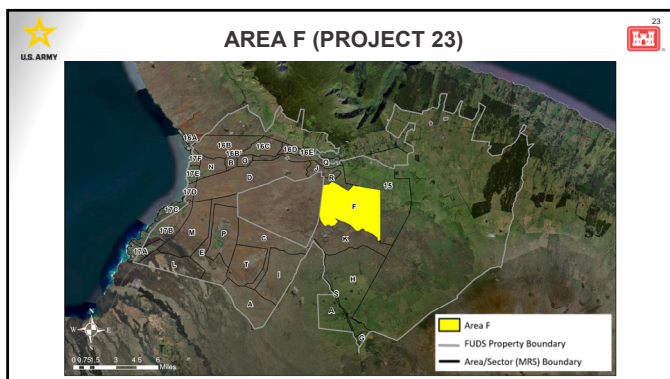 23
AREA F (PROJECT 23)
U.S. ARMY
16A
16B
16C
16D
16E
17F
N
B
O
Q
17E
J
R
D
15
17D
F
17C
17B
M
P
G
K
17A
E
L
T
I
H
S
A
A
G
N
W E
S
0 0.75 1.5 3 4.5 6
Miles
Area F
FUDS Property Boundary
Area/Sector (MRS) Boundary